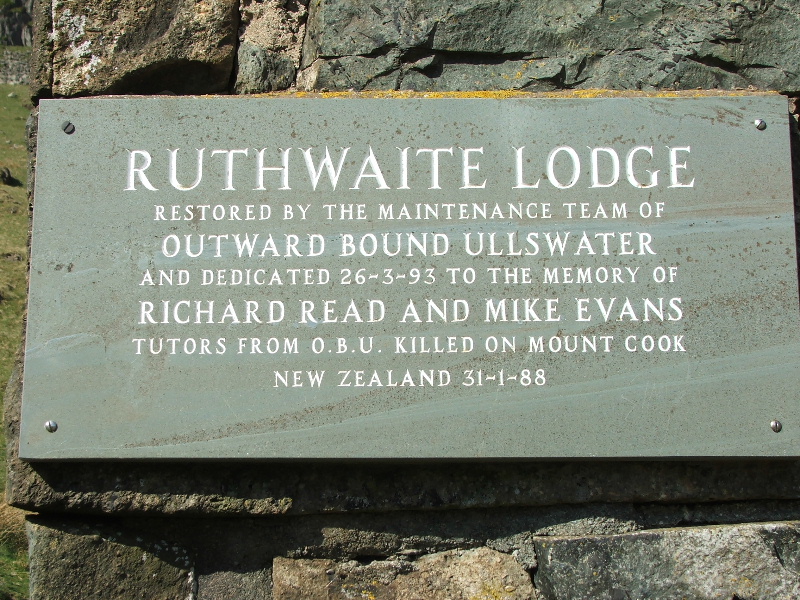 RUTHWAITE LODGE
RESTORED BY THE MAINTENANCE TEAM OF
OUTWARD BOUND ULLSWATER
AND DEDICATED 26-3-93 TO THE MEMORY OF
RICHARD READ AND MIKE EVANS
TUTORS FROM O.B.U. KILLED ON MOUNT COOK
NEW ZEALAND 31-1-88